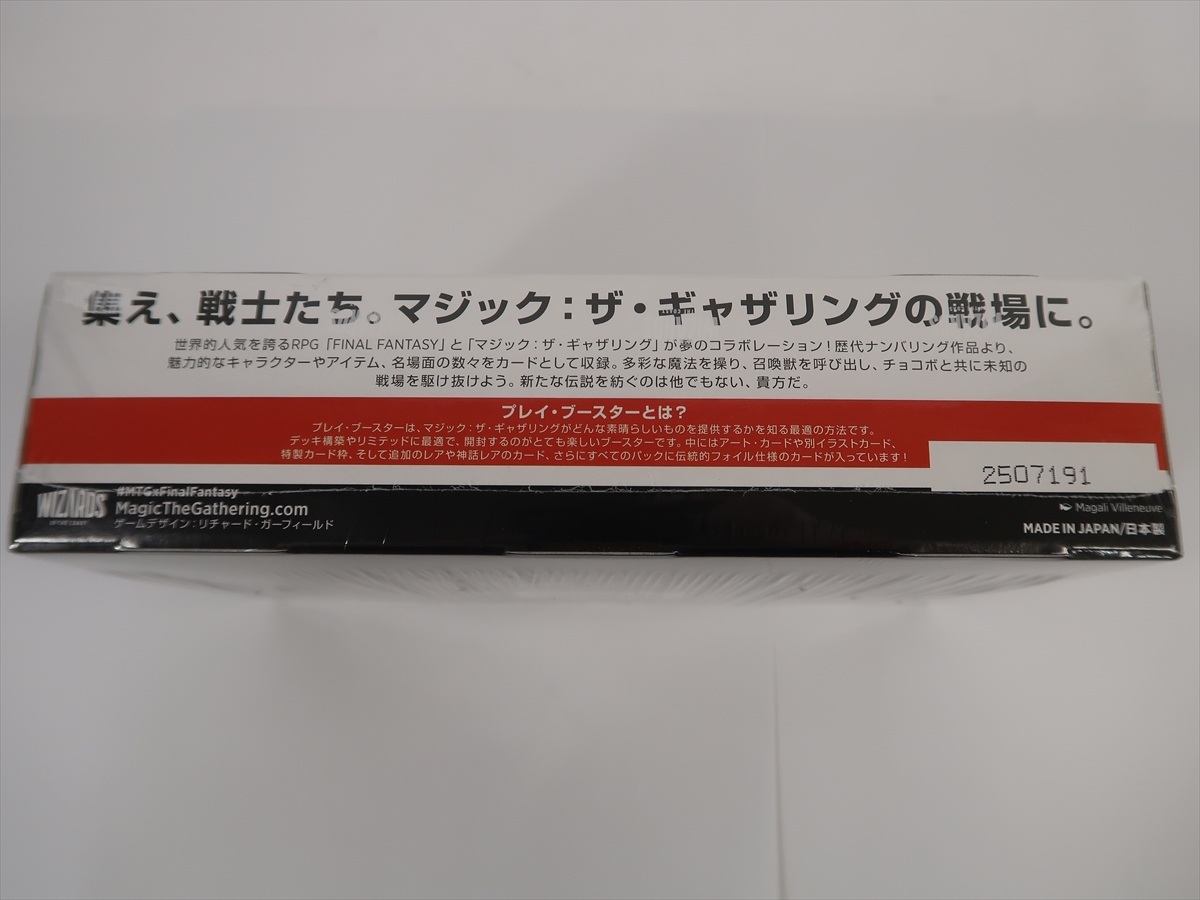 集え、戦士たち。マジック：ザ・ギャザリングの戦場に。
世界的人気を誇るRPG「FINAL FANTASY」と「マジック：ザ・ギャザリング」が夢のコラボレーション！歴代ナンバリング作品より、
魅力的なキャラクターやアイテム、名場面の数々をカードとして収録。多彩な魔法を操り、召喚獣を呼び出し、チョコボと共に未知の
戦場を駆け抜けよう。新たな伝説を紡ぐのは他でもない、貴方だ。
プレイ・ブースターとは？
プレイ・ブースターは、マジック：ザ・ギャザリングがどんな素晴らしいものを提供するかを知る最適の方法です。
デッキ構築やリミテッドに最適で、開封するのがとても楽しいブースターです。中にはアート・カードや別イラストカード、
特製カード枠、そして追加のレアや神話レアのカード、さらにすべてのパックに伝統的フォイル仕様のカードが入っています！
2507191
WIZARDS
#MTGxFinalFantasy
MagicTheGathering.com
ゲームデザイン：リチャード・ガーフィールド
Magali Villeneuve
MADE IN JAPAN/日本製